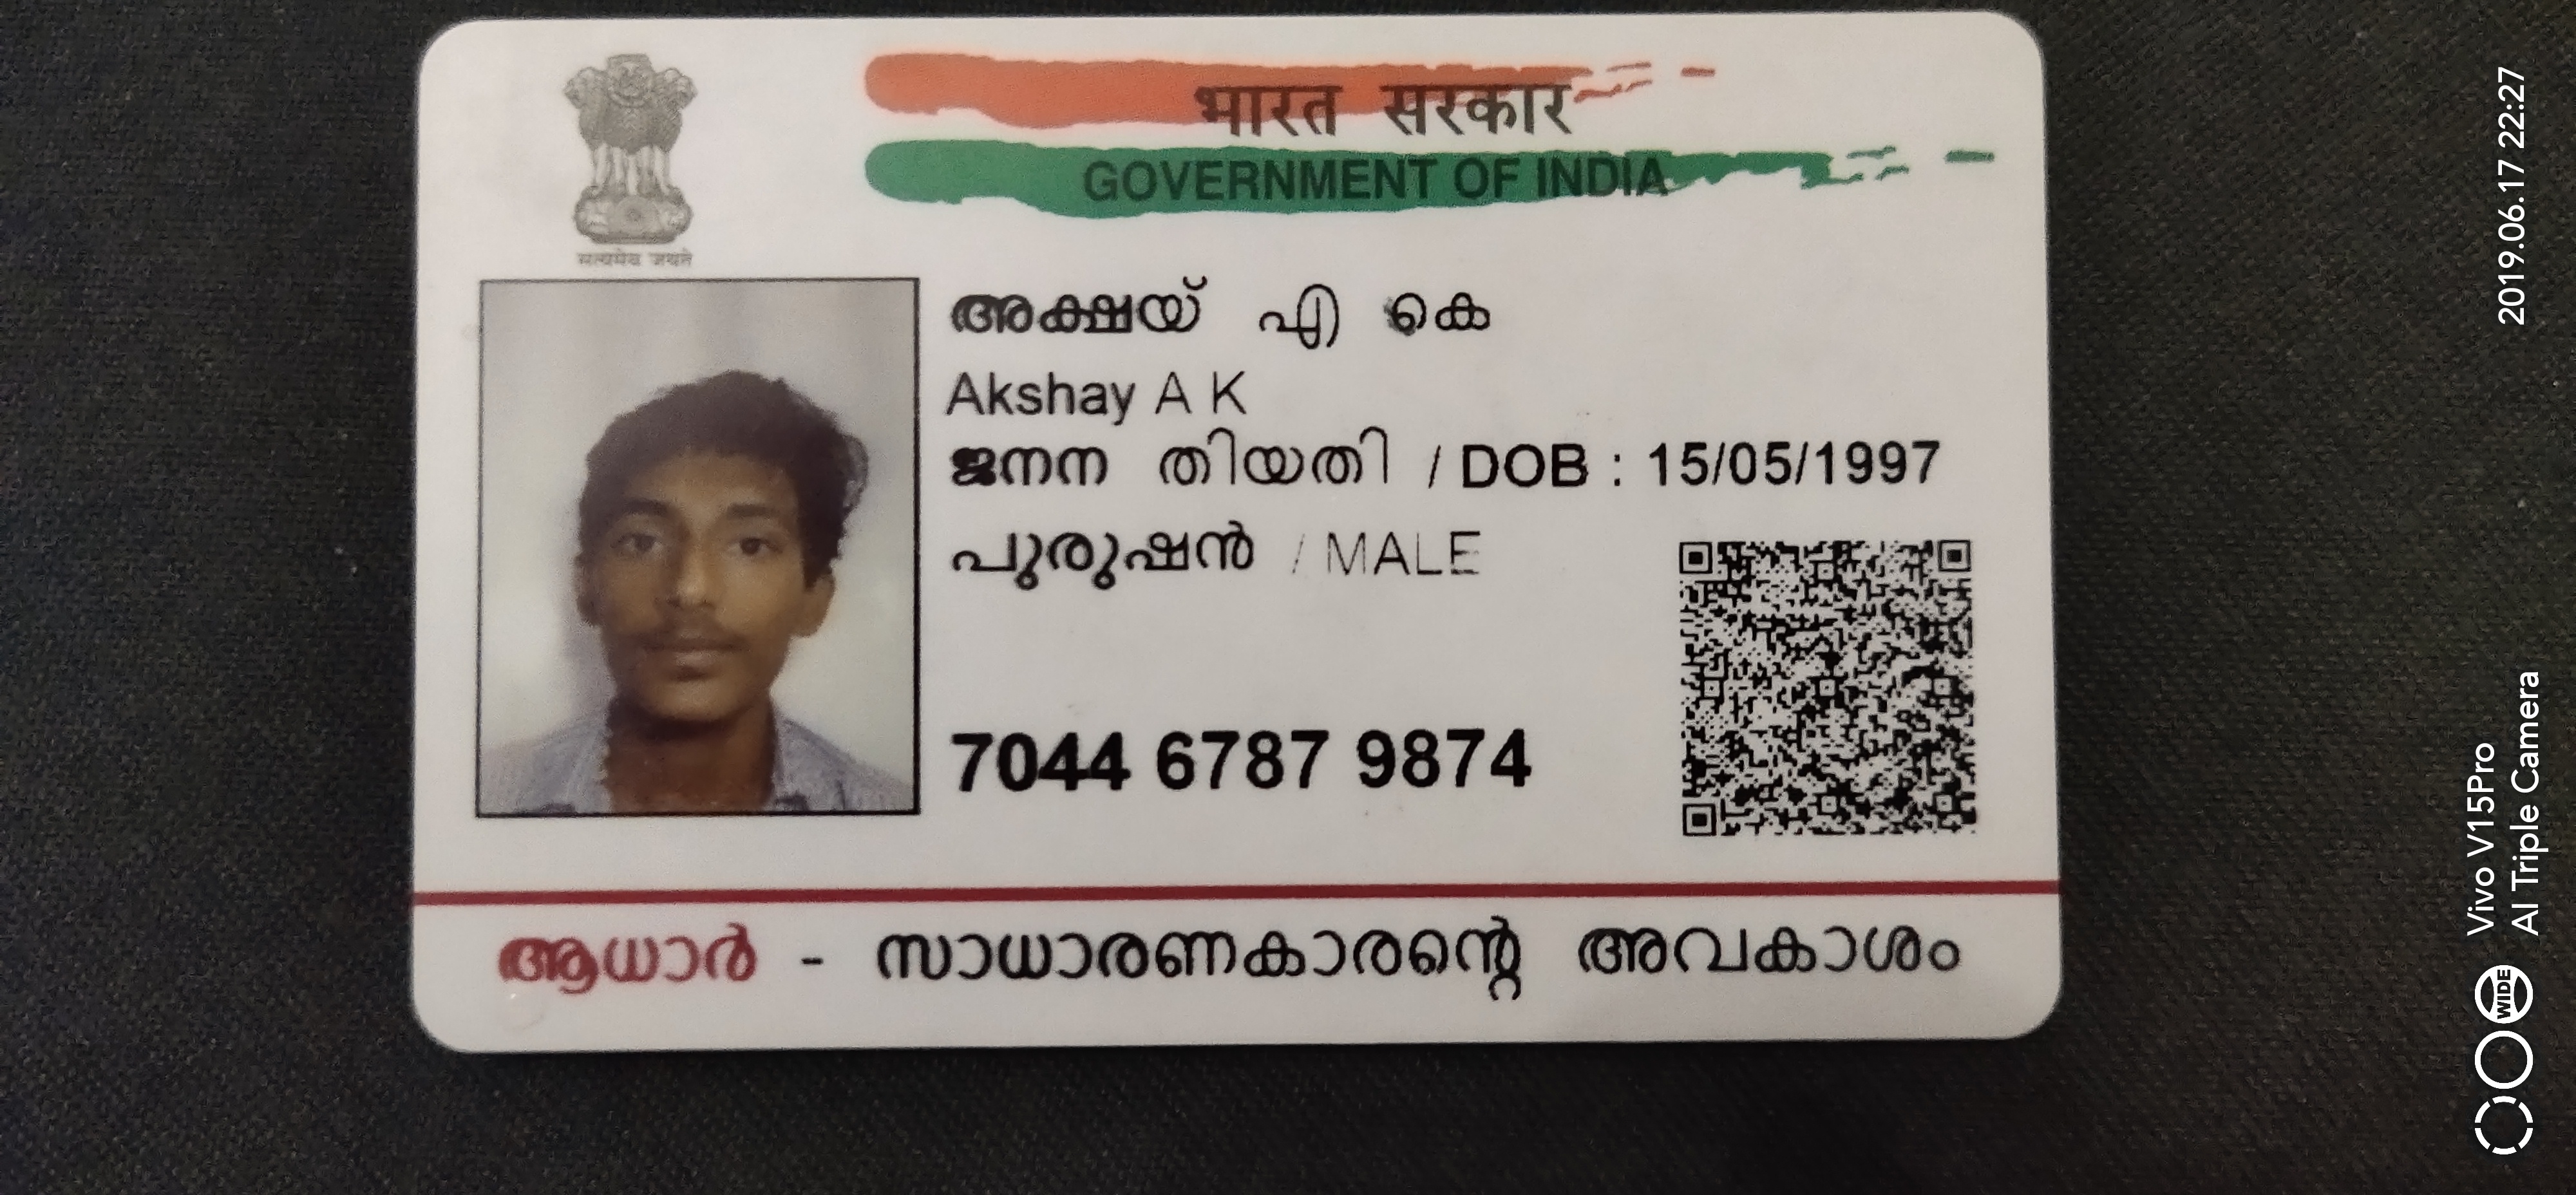 भारत सरकार
GOVERNMENT OF INDIA
सत्यमेव जयते
അക്ഷയ് എ കെ
Akshay A K
ജനന തിയതി / DOB : 15/05/1997
പുരുഷൻ / MALE
7044 6787 9874
ആധാർ - സാധാരണകാരന്റെ അവകാശം
2019.06.17 22:27
Vivo V15Pro
AI Triple Camera
WIDE